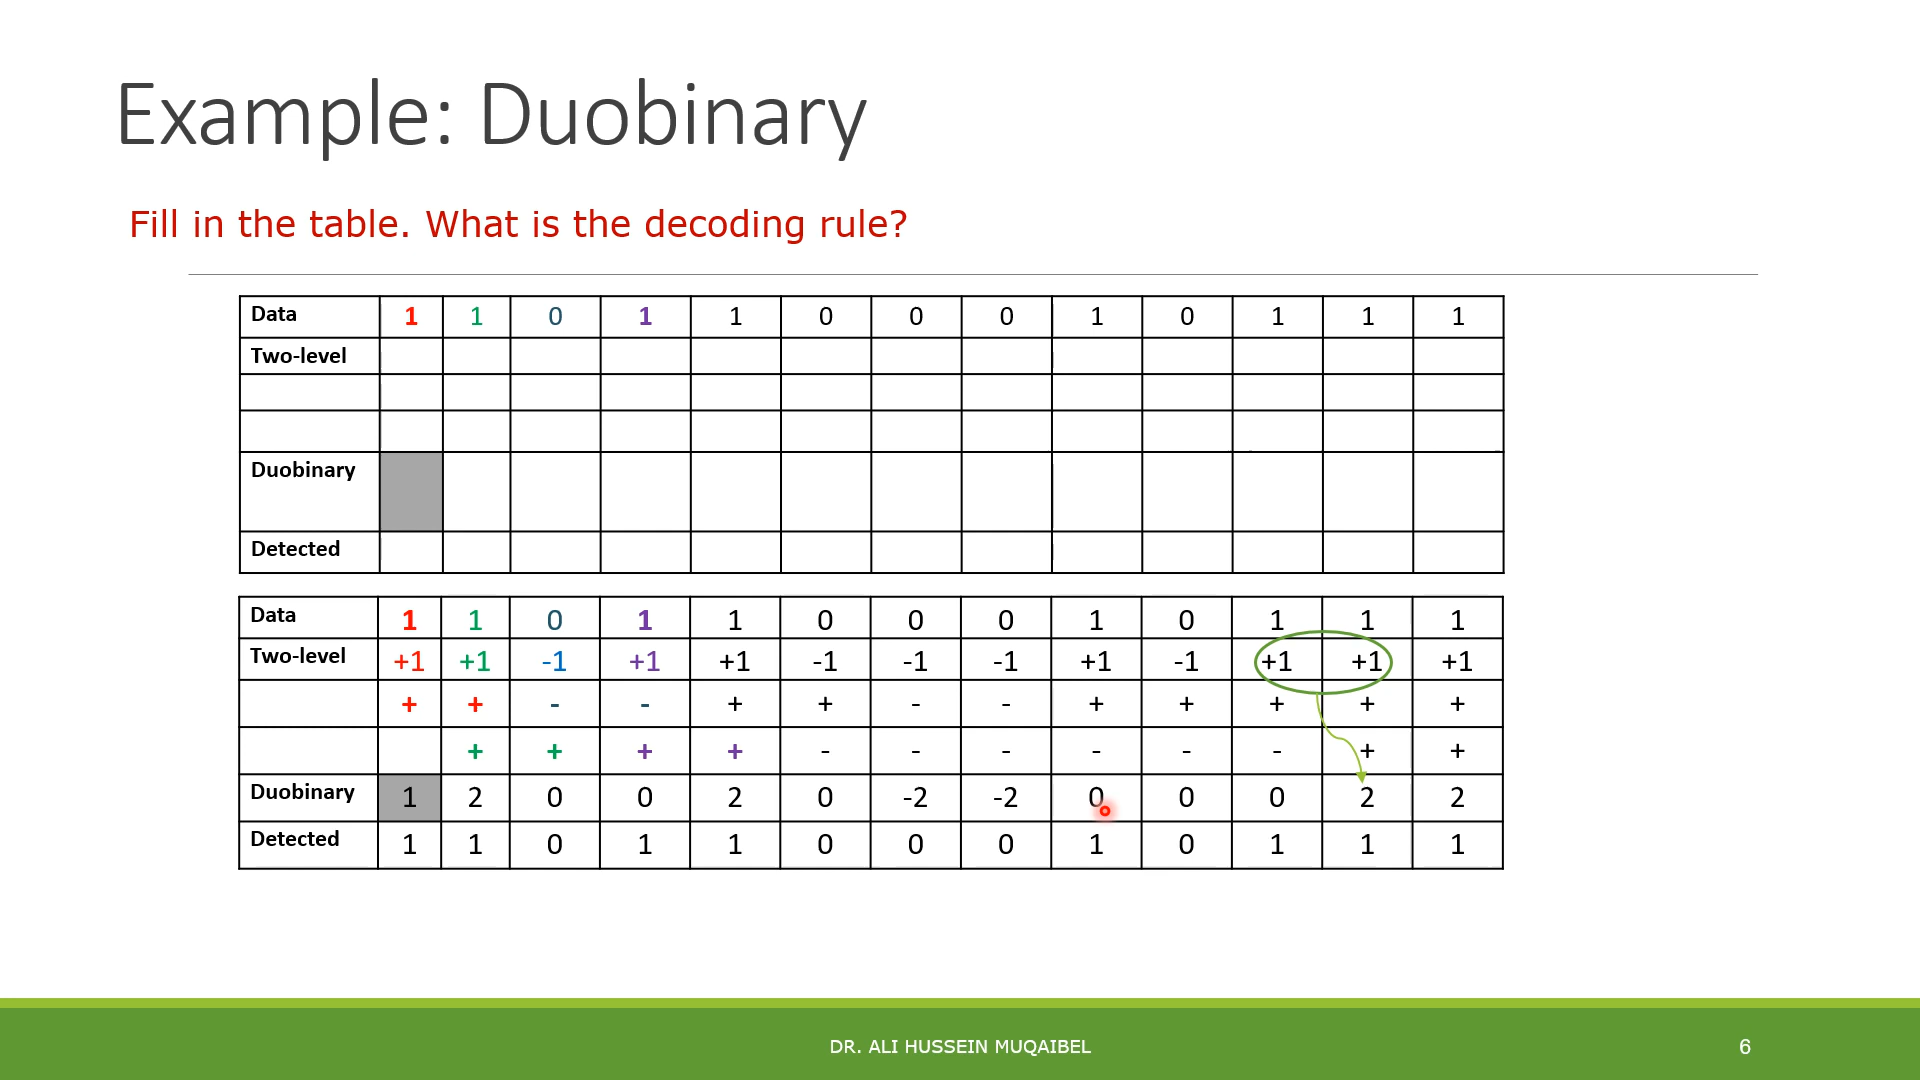 Example: Duobinary
Fill in the table. What is the decoding rule?
Data 1 1 0 1 1 0 0 0 1 0 1 1 1
Two-level
Duobinary
Detected
Data 1 1 0 1 1 0 0 0 1 0 1 1 1
Two-level +1 +1 -1 +1 +1 -1 -1 -1 +1 -1 +1 +1 +1
+ + - - + + - - + + + + +
+ + + + - - - - - - + +
Duobinary 1 2 0 0 2 0 -2 -2 0 0 0 2 2
Detected 1 1 0 1 1 0 0 0 1 0 1 1 1
DR. ALI HUSSEIN MUQAIBEL
6